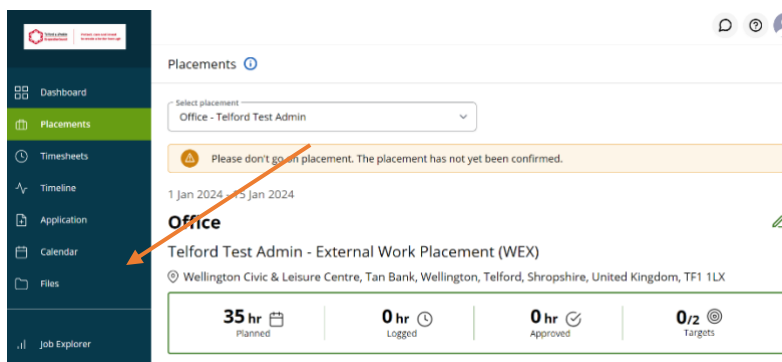 Placements
Dashboard
Placements
Timesheets
Timeline
Application
Calendar
Files
Job Explorer
Select placement
Office - Telford Test Admin
Please don't go on placement. The placement has not yet been confirmed.
1 Jan 2024 - 15 Jan 2024
Office
Telford Test Admin - External Work Placement (WEX)
Wellington Civic & Leisure Centre, Tan Bank, Wellington, Telford, Shropshire, United Kingdom, TF1 1LX
35 hr
Planned
0 hr
Logged
0 hr
Approved
0/2
Targets